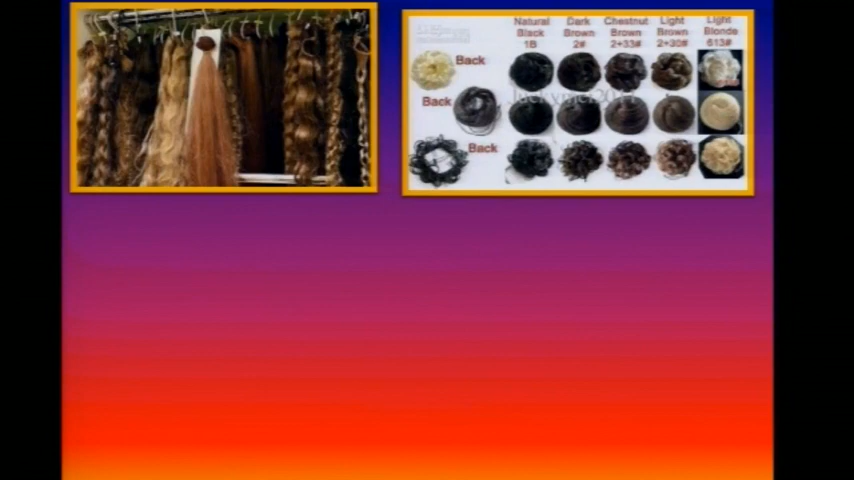 Natural Dark Chestnut Light Light
Black Brown Brown Brown Blonde
1B 2# 2+33# 2+30# 613#
Back
Back
luckymer2011
Back